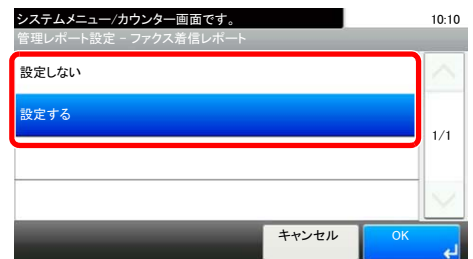 システムメニュー/カウンター画面です。 10:10
管理レポート設定 - ファクス着信レポート
設定しない
設定する
1/1
キャンセル OK